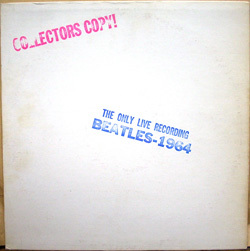 COLLECTORS COPY!
THE ONLY LIVE RECORDING
BEATLES-1964